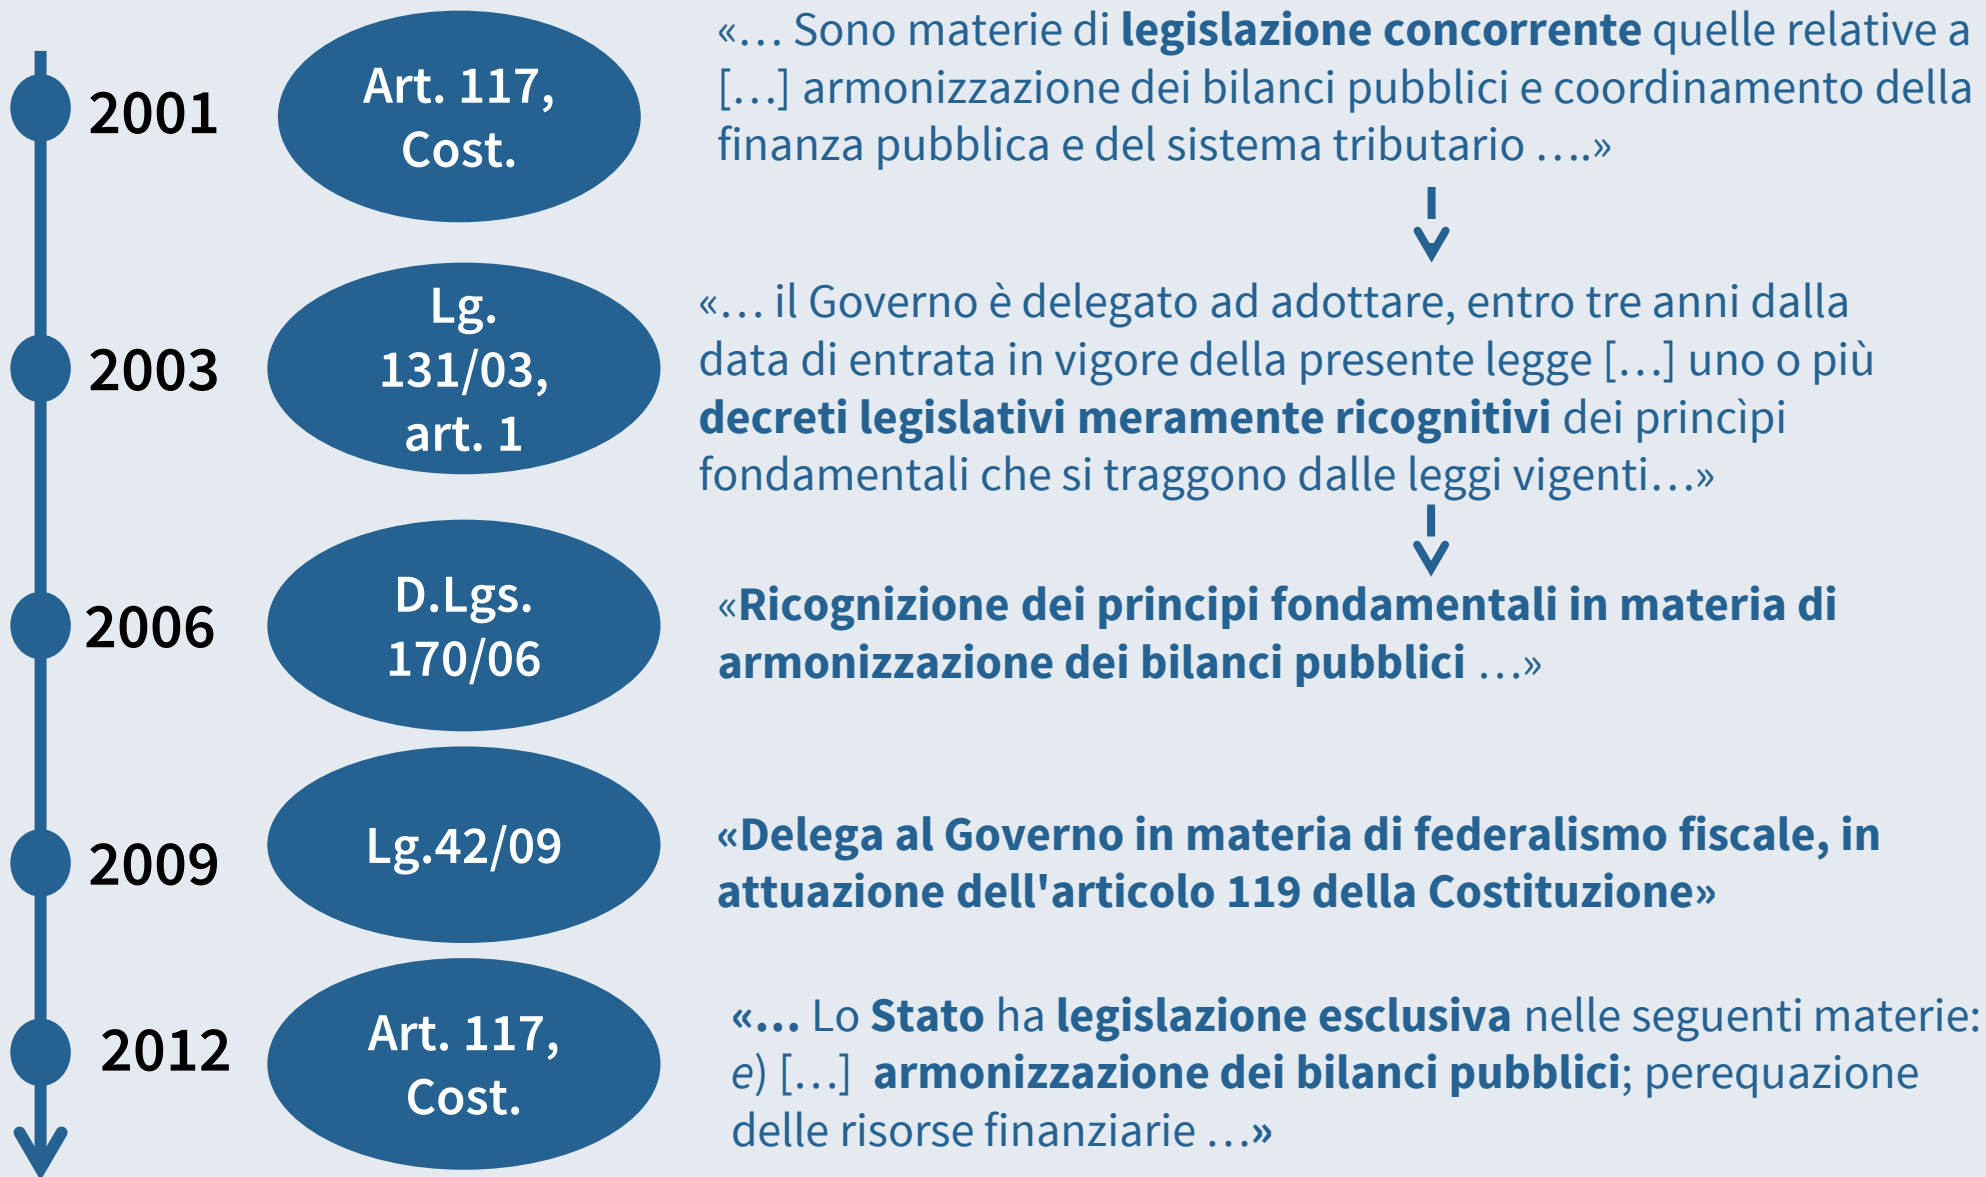 2001
Art. 117,
Cost.
«… Sono materie di legislazione concorrente quelle relative a
[…] armonizzazione dei bilanci pubblici e coordinamento della
finanza pubblica e del sistema tributario ….»
2003
Lg.
131/03,
art. 1
«… il Governo è delegato ad adottare, entro tre anni dalla
data di entrata in vigore della presente legge […] uno o più
decreti legislativi meramente ricognitivi dei princìpi
fondamentali che si traggono dalle leggi vigenti…»
2006
D.Lgs.
170/06
«Ricognizione dei principi fondamentali in materia di
armonizzazione dei bilanci pubblici …»
2009
Lg.42/09
«Delega al Governo in materia di federalismo fiscale, in
attuazione dell'articolo 119 della Costituzione»
2012
Art. 117,
Cost.
«… Lo Stato ha legislazione esclusiva nelle seguenti materie:
e) […] armonizzazione dei bilanci pubblici; perequazione
delle risorse finanziarie …»